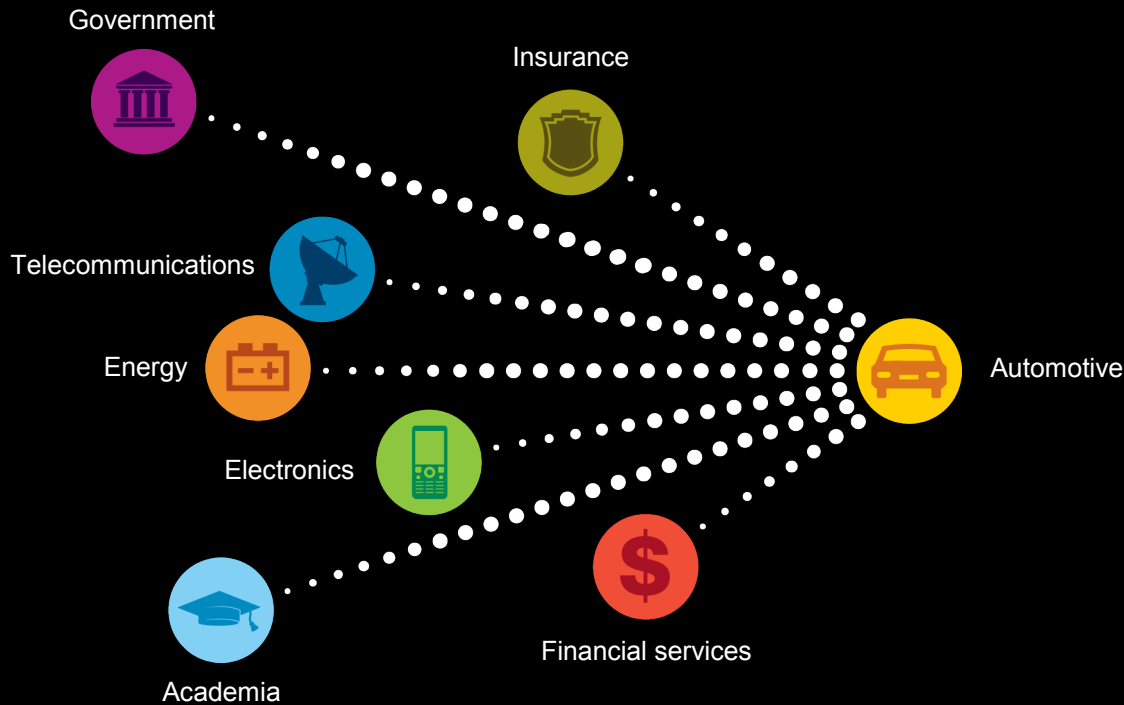 Government
Insurance
Telecommunications
Energy
Automotive
Electronics
Financial services
Academia